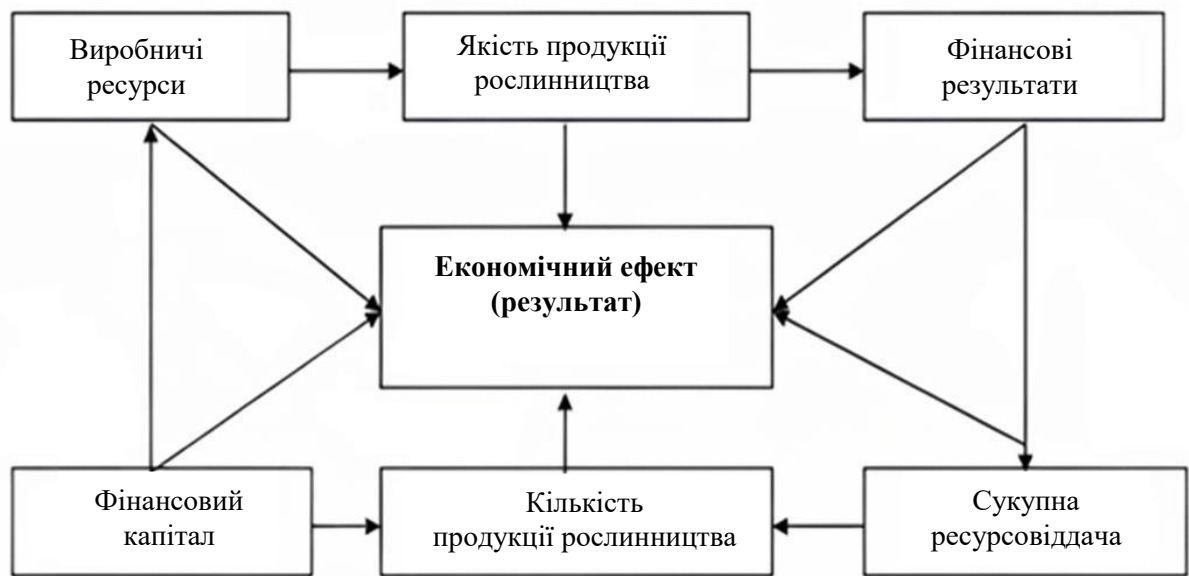 Виробничі
ресурси
Якість продукції
рослинництва
Фінансові
результати
Економічний ефект
(результат)
Фінансовий
капітал
Кількість
продукції рослинництва
Сукупна
ресурсовіддача